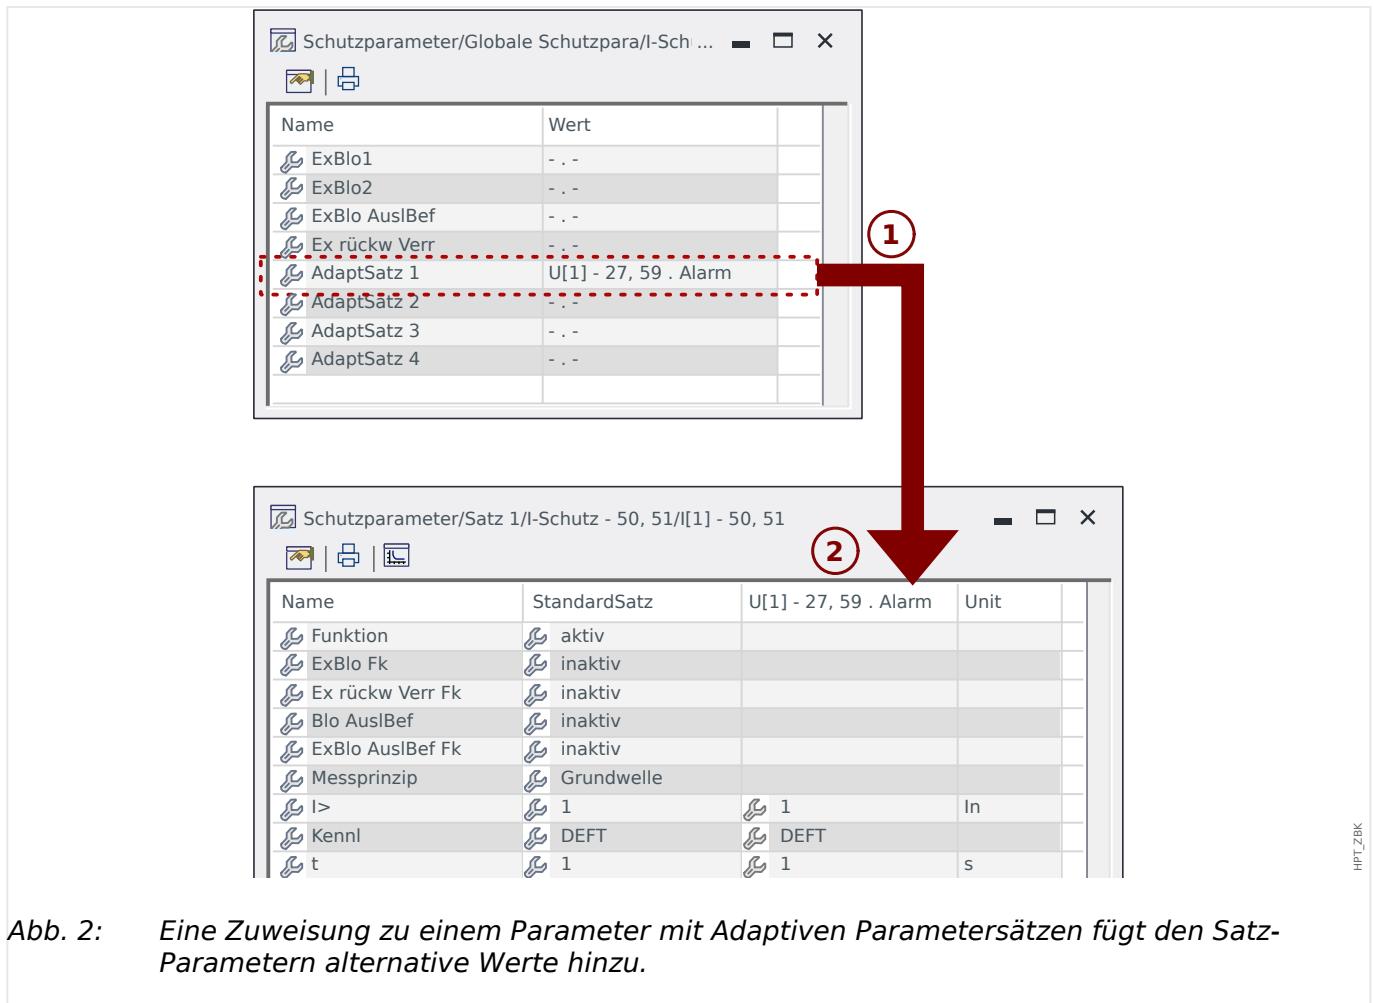 Schutzparameter/Globale Schutzpara/I-Sch ...
Name Wert
ExBlo1 - . -
ExBlo2 - . -
ExBlo AuslBef - . -
Ex rückw Verr - . -
AdaptSatz 1 U[1] - 27, 59 . Alarm
AdaptSatz 2 - . -
AdaptSatz 3 - . -
AdaptSatz 4 - . -
1
Schutzparameter/Satz 1/I-Schutz - 50, 51/I[1] - 50, 51
2
Name StandardSatz U[1] - 27, 59 . Alarm Unit
Funktion aktiv
ExBlo Fk inaktiv
Ex rückw Verr Fk inaktiv
Blo AuslBef inaktiv
ExBlo AuslBef Fk inaktiv
Messprinzip Grundwelle
I> 1 1 In
Kennl DEFT DEFT
t 1 1 s
HPT_ZBK
Abb. 2: Eine Zuweisung zu einem Parameter mit Adaptiven Parametersätzen fügt den Satz-
Parametern alternative Werte hinzu.